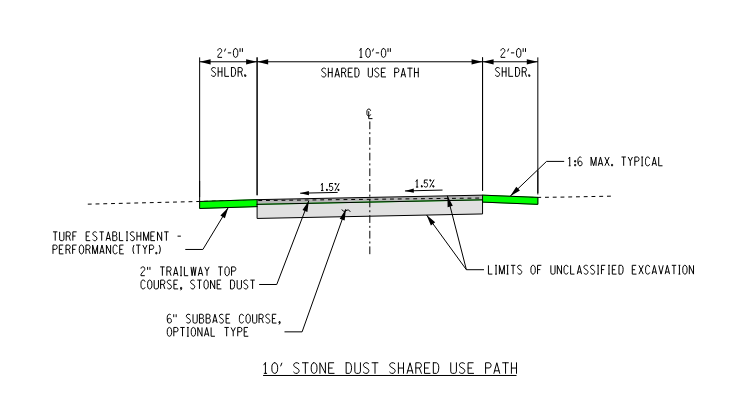 2'-0" 10'-0" 2'-0"
SHLDR. SHARED USE PATH SHLDR.
℄
1:6 MAX. TYPICAL
1.5% 1.5%
TURF ESTABLISHMENT -
PERFORMANCE (TYP.)
2" TRAILWAY TOP
COURSE, STONE DUST
LIMITS OF UNCLASSIFIED EXCAVATION
6" SUBBASE COURSE,
OPTIONAL TYPE
10' STONE DUST SHARED USE PATH